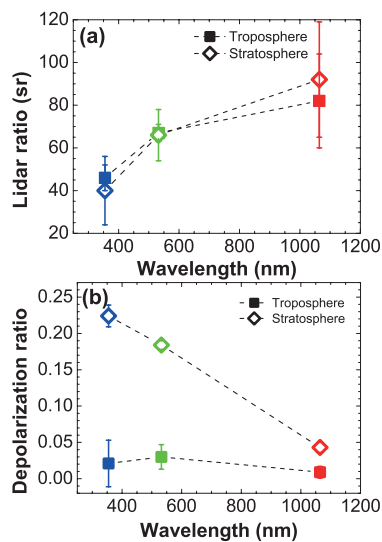 (a)
Troposphere
Stratosphere
Lidar ratio (sr)
120
100
80
60
40
20
400 600 800 1000 1200
Wavelength (nm)
(b)
Troposphere
Stratosphere
Depolarization ratio
0.25
0.20
0.15
0.10
0.05
0.00
400 600 800 1000 1200
Wavelength (nm)